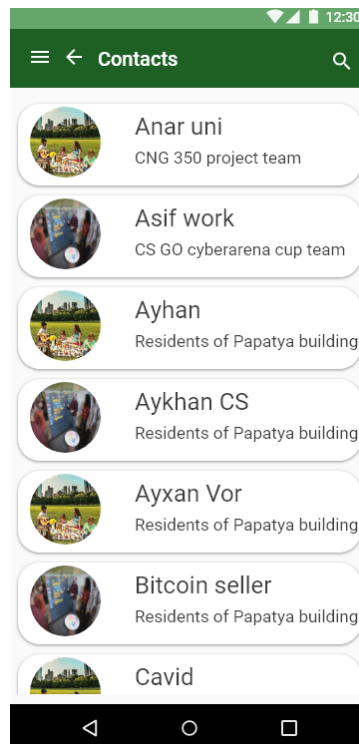 12:30
Contacts
Anar uni
CNG 350 project team
Asif work
CS GO cyberarena cup team
Ayhan
Residents of Papatya building
Aykhan CS
Residents of Papatya building
Ayxan Vor
Residents of Papatya building
Bitcoin seller
Residents of Papatya building
Cavid